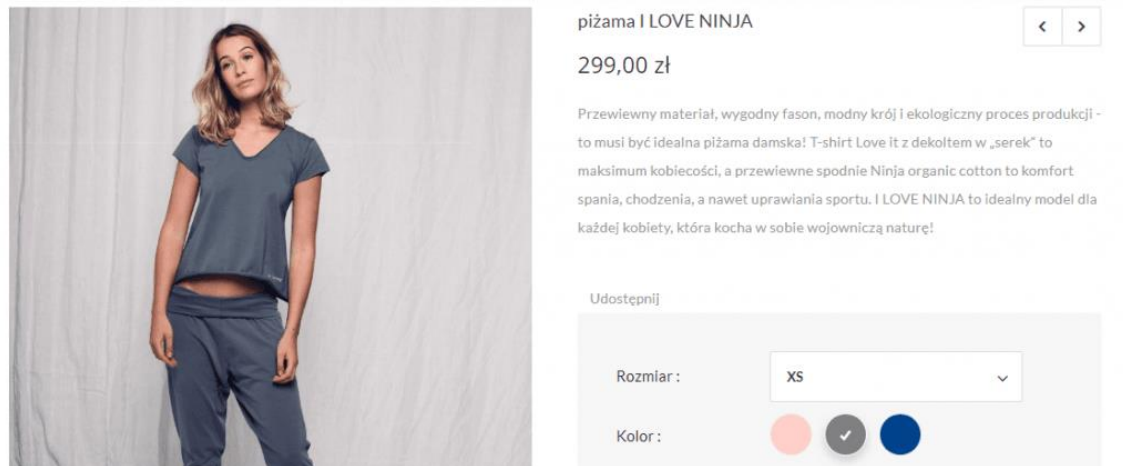 piżama I LOVE NINJA
299,00 zł
Przewiewny materiał, wygodny fason, modny krój i ekologiczny proces produkcji -
to musi być idealna piżama damska! T-shirt Love it z dekoltem w „serek” to
maksimum kobiecości, a przewiewne spodnie Ninja organic cotton to komfort
spania, chodzenia, a nawet uprawiania sportu. I LOVE NINJA to idealny model dla
każdej kobiety, która kocha w sobie wojowniczą naturę!
Udostępnij
Rozmiar :
XS
Kolor :